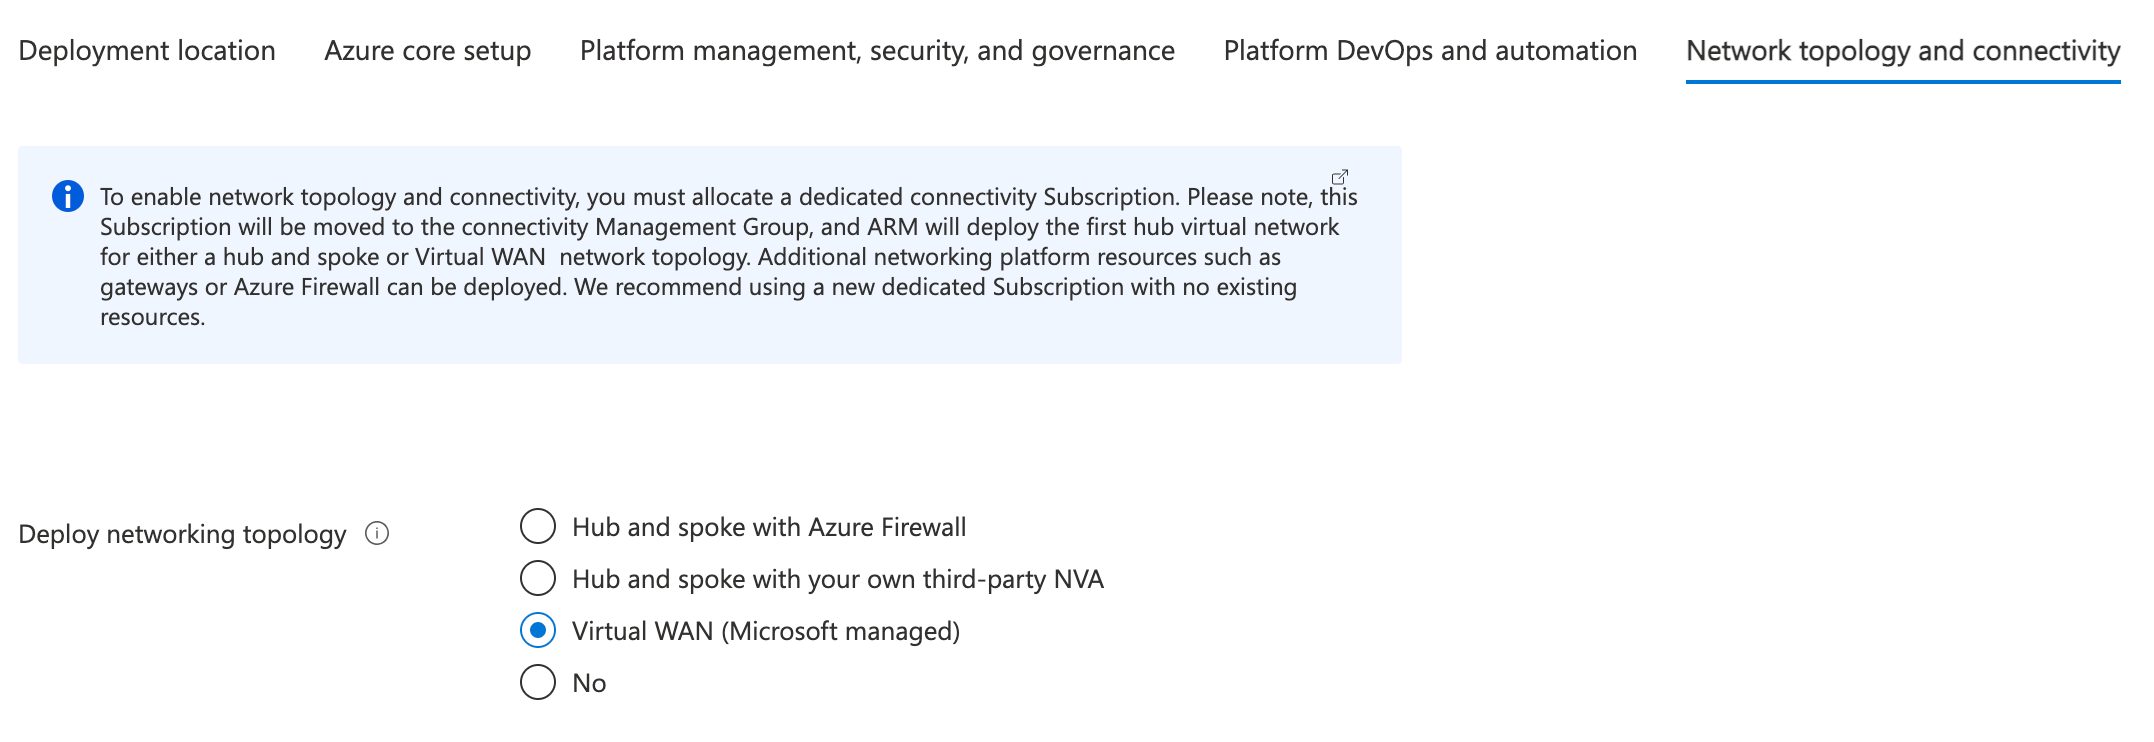 Deployment location Azure core setup Platform management, security, and governance Platform DevOps and automation Network topology and connectivity
To enable network topology and connectivity, you must allocate a dedicated connectivity Subscription. Please note, this
Subscription will be moved to the connectivity Management Group, and ARM will deploy the first hub virtual network
for either a hub and spoke or Virtual WAN  network topology. Additional networking platform resources such as
gateways or Azure Firewall can be deployed. We recommend using a new dedicated Subscription with no existing
resources.
Deploy networking topology
Hub and spoke with Azure Firewall
Hub and spoke with your own third-party NVA
Virtual WAN (Microsoft managed)
No